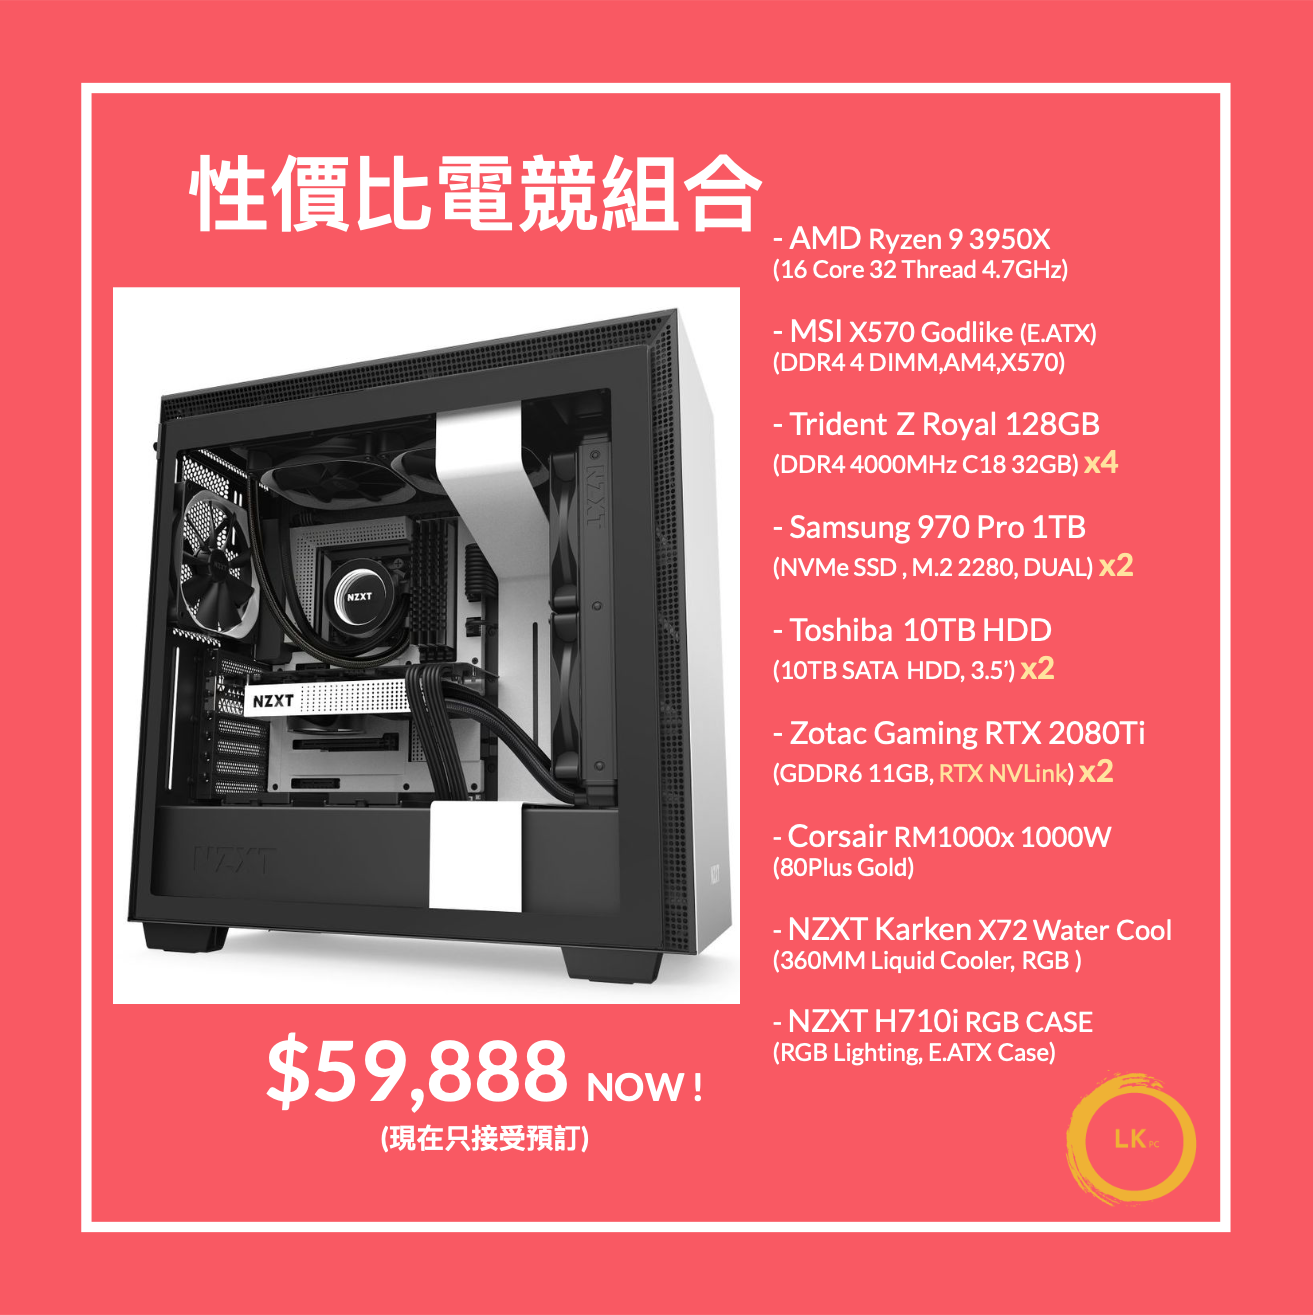 性價比電競組合
- AMD Ryzen 9 3950X
(16 Core 32 Thread 4.7GHz)
- MSI X570 Godlike (E.ATX)
(DDR4 4 DIMM,AM4,X570)
- Trident Z Royal 128GB
(DDR4 4000MHz C18 32GB) x4
- Samsung 970 Pro 1TB
(NVMe SSD , M.2 2280, DUAL) x2
- Toshiba 10TB HDD
(10TB SATA HDD, 3.5’) x2
- Zotac Gaming RTX 2080Ti
(GDDR6 11GB, RTX NVLink) x2
- Corsair RM1000x 1000W
(80Plus Gold)
- NZXT Karken X72 Water Cool
(360MM Liquid Cooler, RGB )
- NZXT H710i RGB CASE
(RGB Lighting, E.ATX Case)
NZXT
NZXT
NZXT
NZXT
NZXT
$59,888 NOW !
(現在只接受預訂)
LK PC